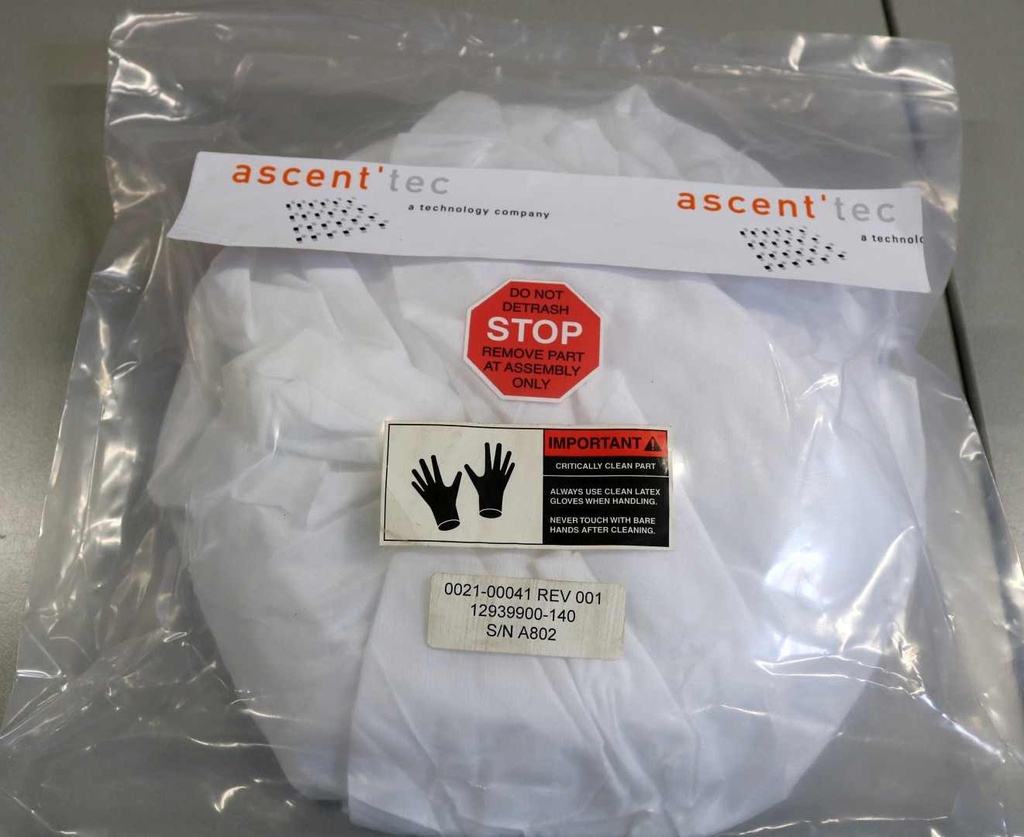 ascent'tec
a technology company
ascent'tec
a technolo
DO NOT
DETRASH
STOP
REMOVE PART
AT ASSEMBLY
ONLY
IMPORTANT
CRITICALLY CLEAN PART
ALWAYS USE CLEAN LATEX
GLOVES WHEN HANDLING.
NEVER TOUCH WITH BARE
HANDS AFTER CLEANING.
0021-00041 REV 001
12939900-140
S/N A802